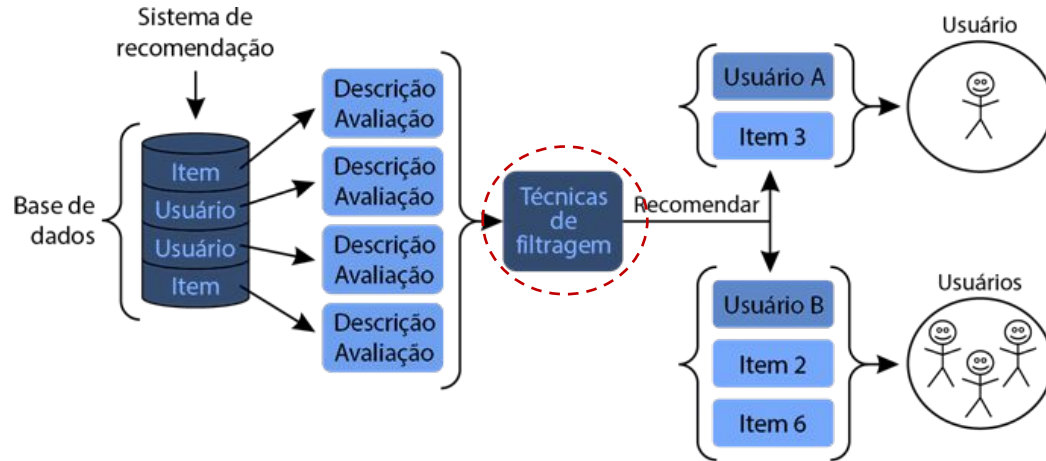 Sistema de
recomendação
Base de
dados
Item
Usuário
Usuário
Item
Descrição
Avaliação
Descrição
Avaliação
Descrição
Avaliação
Descrição
Avaliação
Técnicas
de
filtragem
Recomendar
Usuário A
Item 3
Usuário
Usuário B
Item 2
Item 6
Usuários